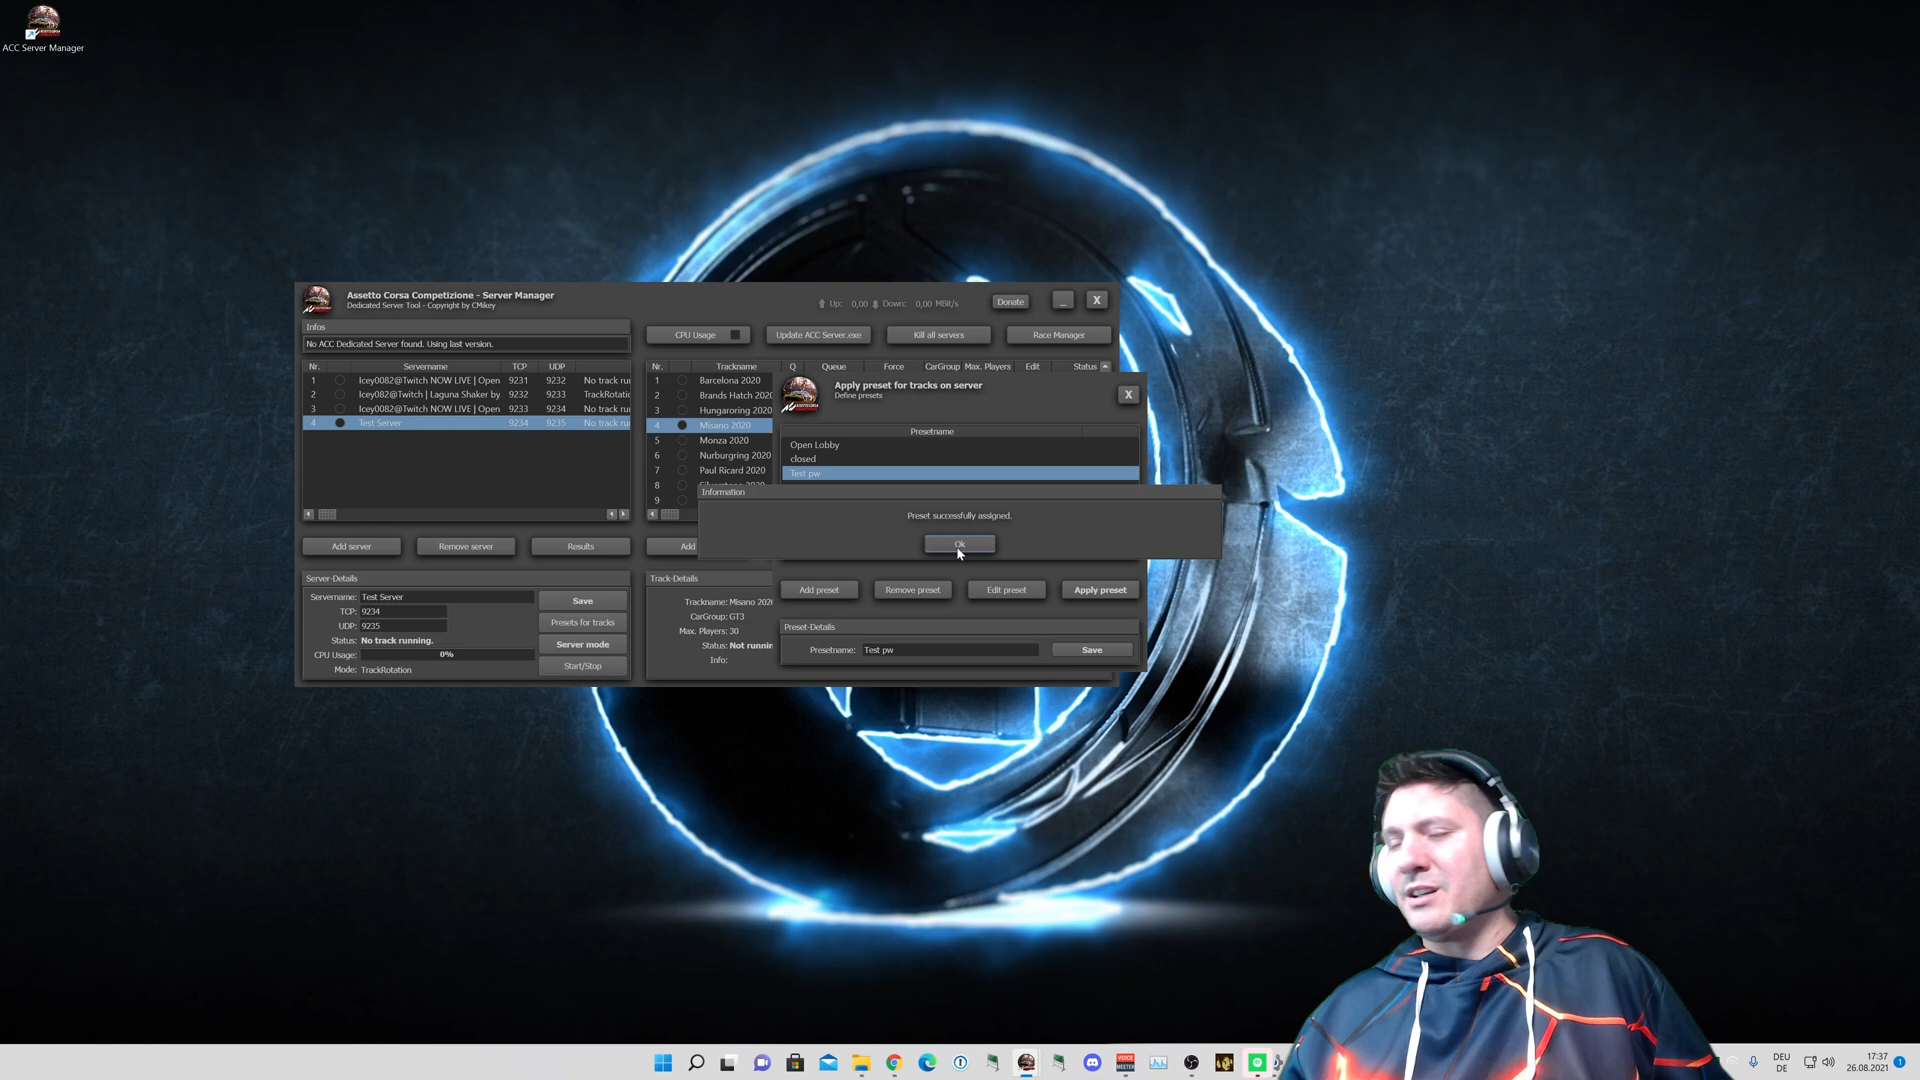 ACC Server Manager
Assetto Corsa Competizione - Server Manager
Dedicated Server Tool - Copyright by CMikey
Up: 0,00 Down: 0,00 MBit/s
Donate
_
X
Infos
No ACC Dedicated Server found. Using last version.
CPU Usage
Update ACC Server.exe
Kill all servers
Race Manager
Nr. Servername TCP UDP
1 Icey0082@Twitch NOW LIVE | Open 9231 9232 No track ru
2 Icey0082@Twitch | Laguna Shaker by 9232 9233 TrackRotati
3 Icey0082@Twitch NOW LIVE | Open 9233 9234 No track ru
4 Test Server 9234 9235 No track ru
Nr. Trackname Q Queue Force CarGroup Max. Players Edit Status
1 Barcelona 2020
2 Brands Hatch 2020
3 Hungaroring 2020
4 Misano 2020
5 Monza 2020
6 Nurburgring 2020
7 Paul Ricard 2020
8 Silverstone 2020
9
Apply preset for tracks on server
Define presets
X
Presetname
Open Lobby
closed
Test pw
Information
Preset successfully assigned.
Ok
Add server
Remove server
Results
Add
Add preset
Remove preset
Edit preset
Apply preset
Server-Details
Servername: Test Server
TCP: 9234
UDP: 9235
Status: No track running.
CPU Usage: 0%
Mode: TrackRotation
Save
Presets for tracks
Server mode
Start/Stop
Track-Details
Trackname: Misano 202
CarGroup: GT3
Max. Players: 30
Status: Not runnin
Info:
Preset-Details
Presetname: Test pw
Save
VOICE
MEETER
DEU
DE
17:37
26.08.2021
1